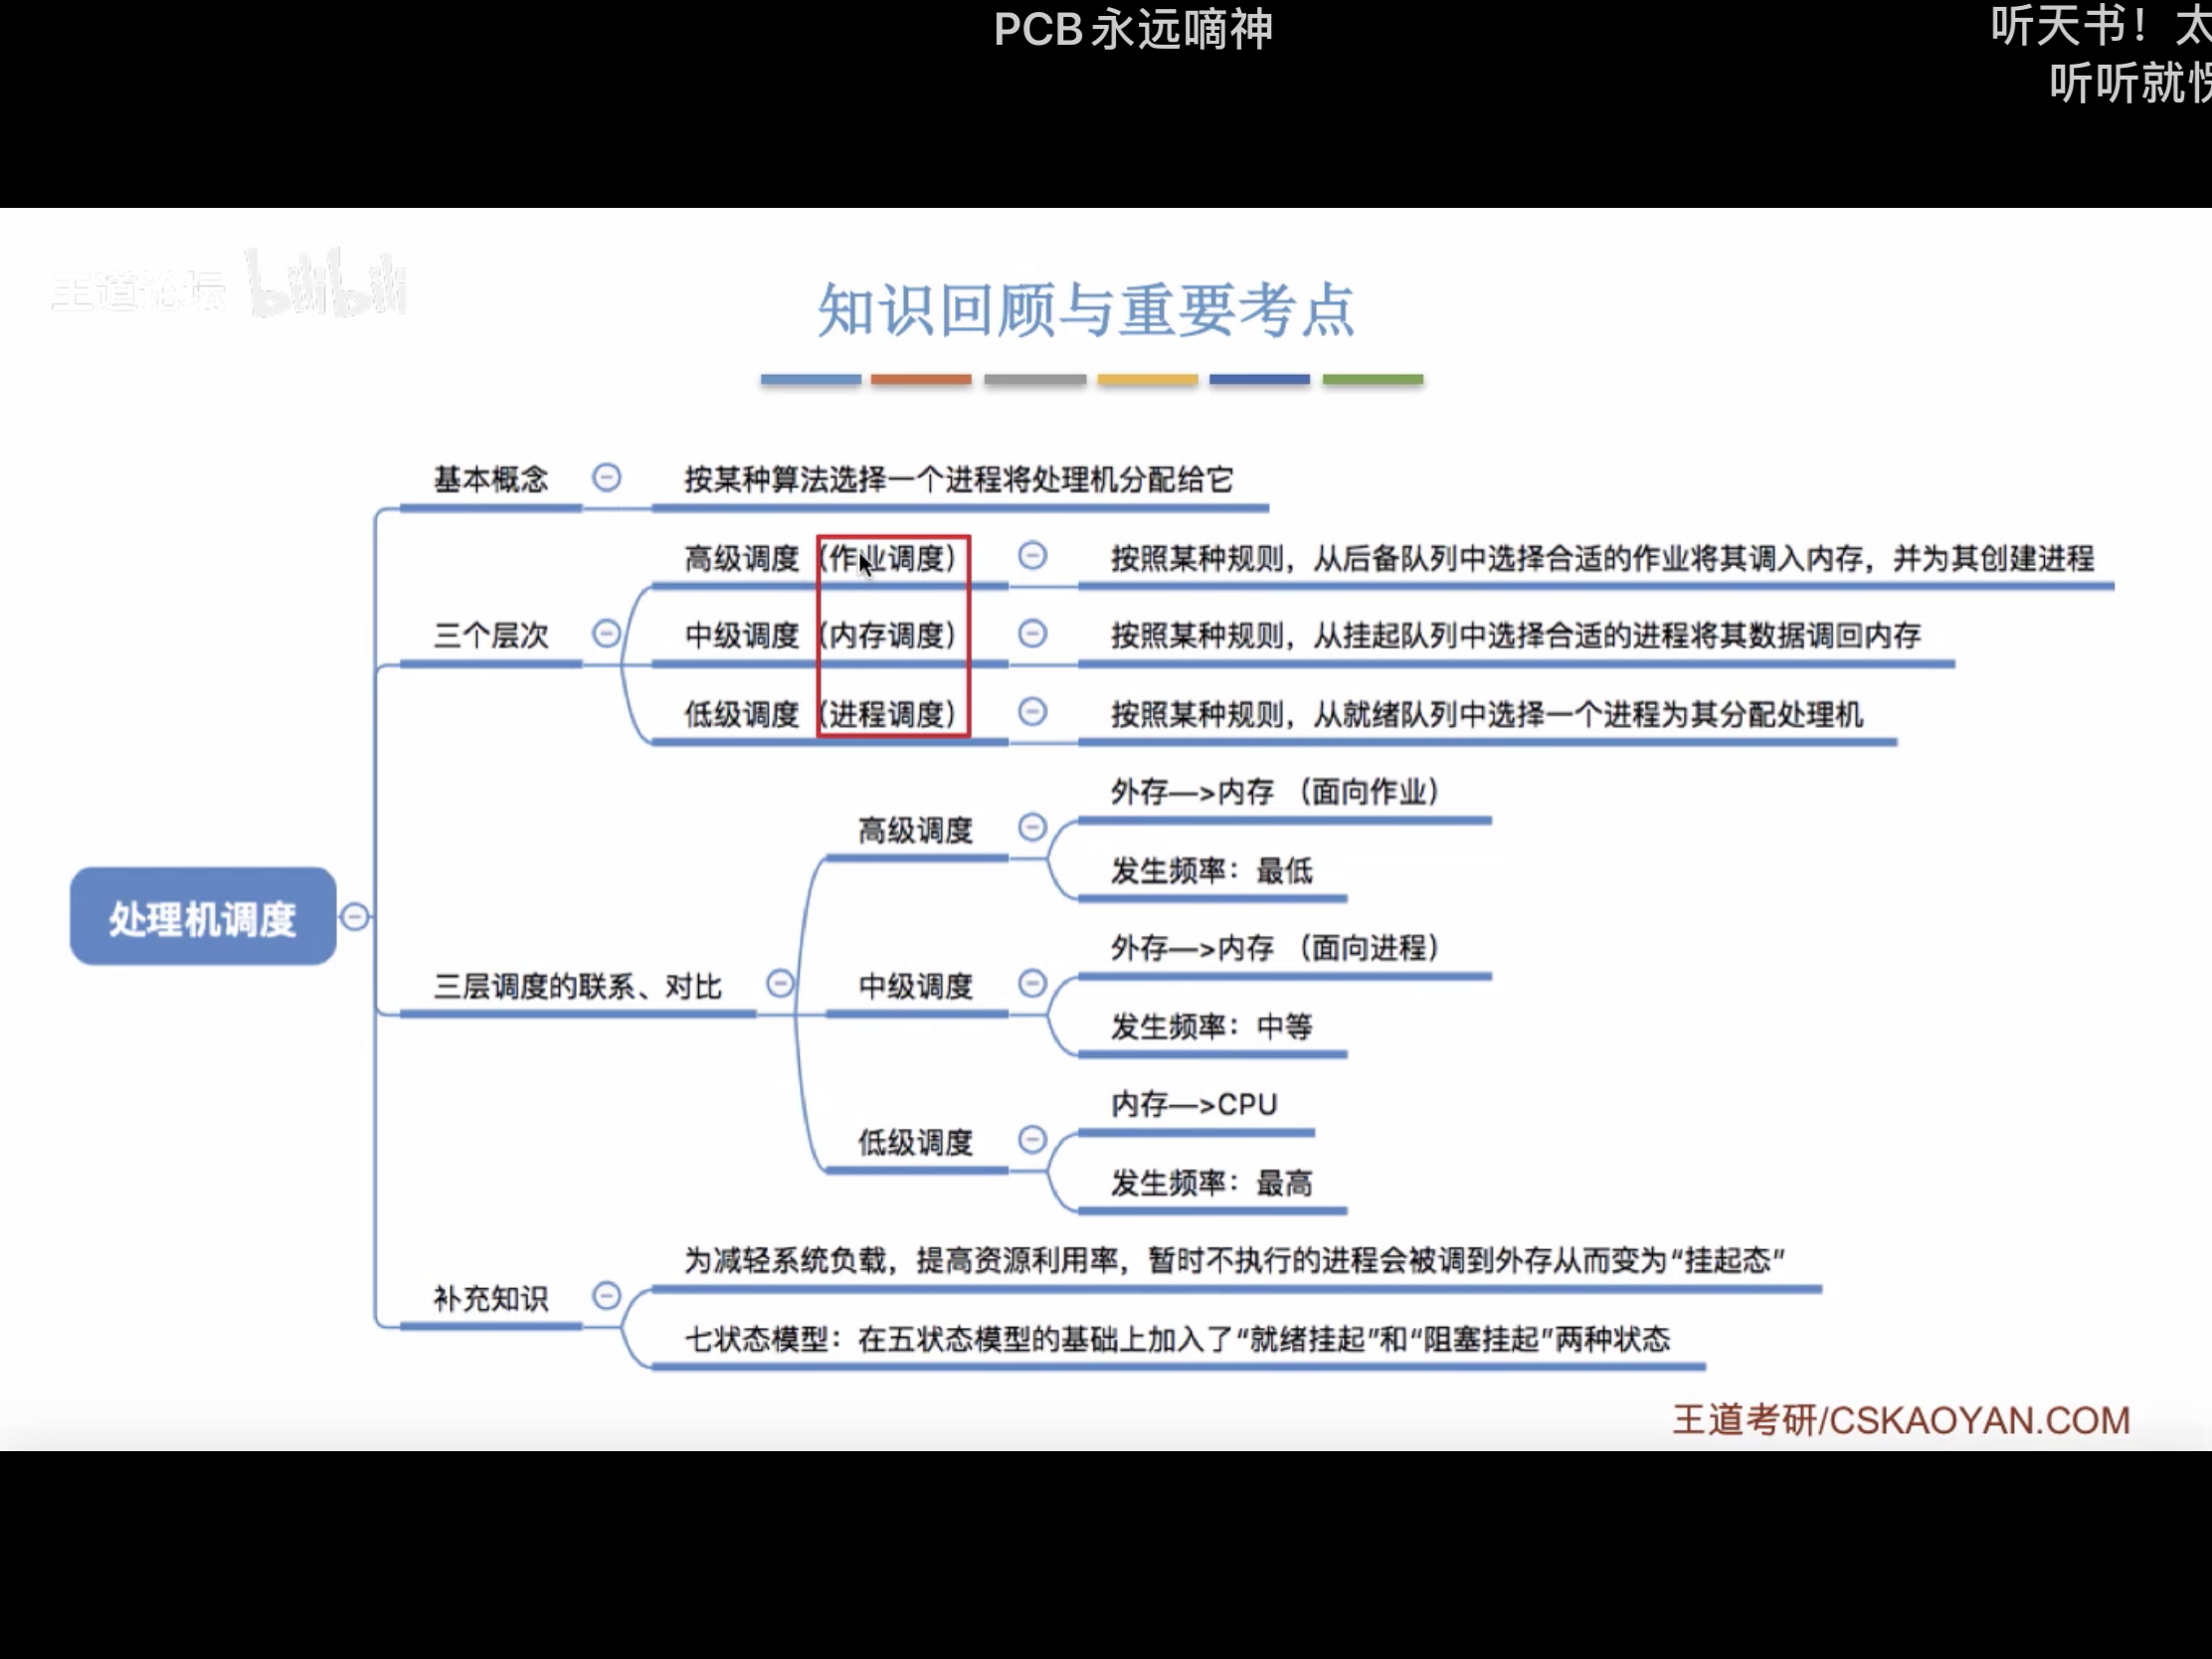 PCB永远嘀神
听天书！太
听听就
王道论坛 bilibili
知识回顾与重要考点
基本概念
按某种算法选择一个进程将处理机分配给它
高级调度（作业调度）
按照某种规则，从后备队列中选择合适的作业将其调入内存，并为其创建进程
三个层次
中级调度（内存调度）
按照某种规则，从挂起队列中选择合适的进程将其数据调回内存
低级调度（进程调度）
按照某种规则，从就绪队列中选择一个进程为其分配处理机
处理机调度
三层调度的联系、对比
高级调度
外存—>内存 （面向作业）
发生频率：最低
中级调度
外存—>内存 （面向进程）
发生频率：中等
低级调度
内存—>CPU
发生频率：最高
补充知识
为减轻系统负载，提高资源利用率，暂时不执行的进程会被调到外存从而变为“挂起态”
七状态模型：在五状态模型的基础上加入了“就绪挂起”和“阻塞挂起”两种状态
王道考研/CSKAOYAN.COM